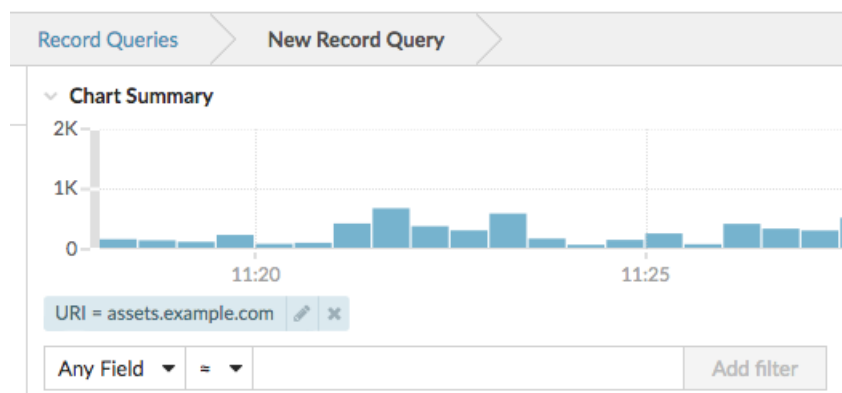 Record Queries New Record Query
Chart Summary
2K
1K
0
11:20 11:25
URI = assets.example.com
Any Field ≈ Add filter